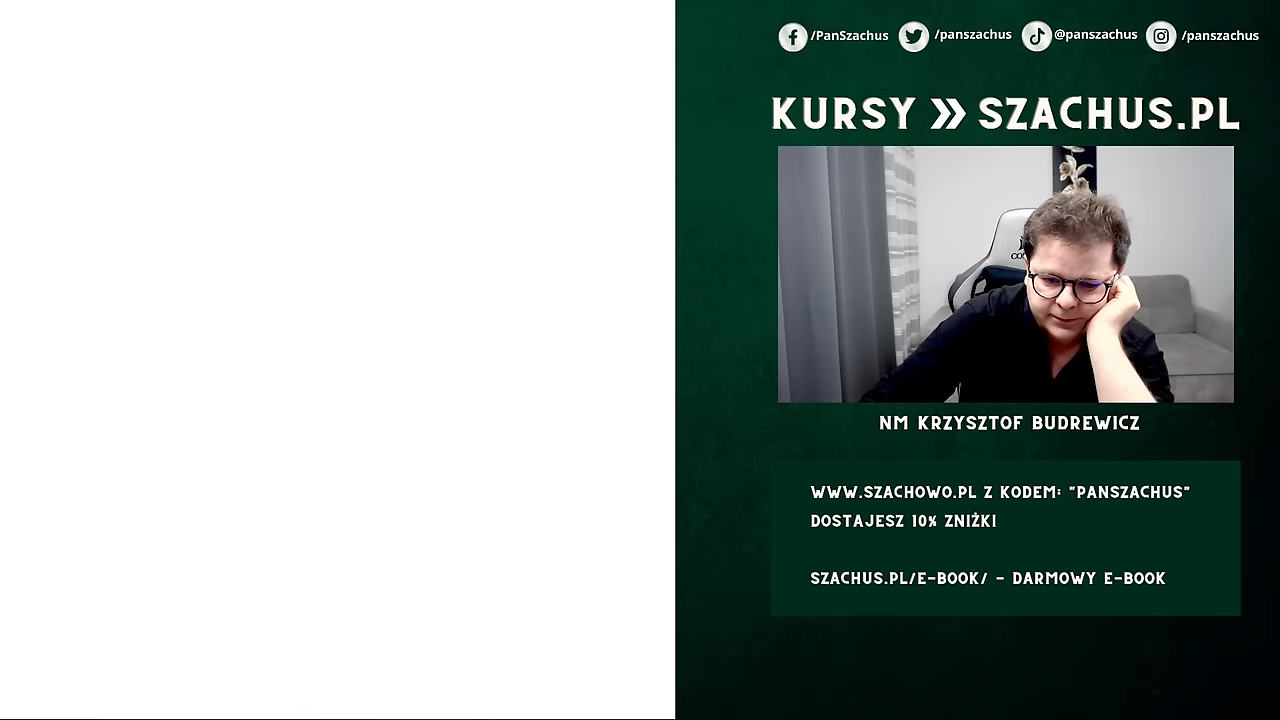 /PanSzachus /panszachus @panszachus /panszachus
KURSY » SZACHUS.PL
NM KRZYSZTOF BUDREWICZ
WWW.SZACHOWO.PL Z KODEM: "PANSZACHUS"
DOSTAJESZ 10% ZNIŻKI
SZACHUS.PL/E-BOOK/ - DARMOWY E-BOOK